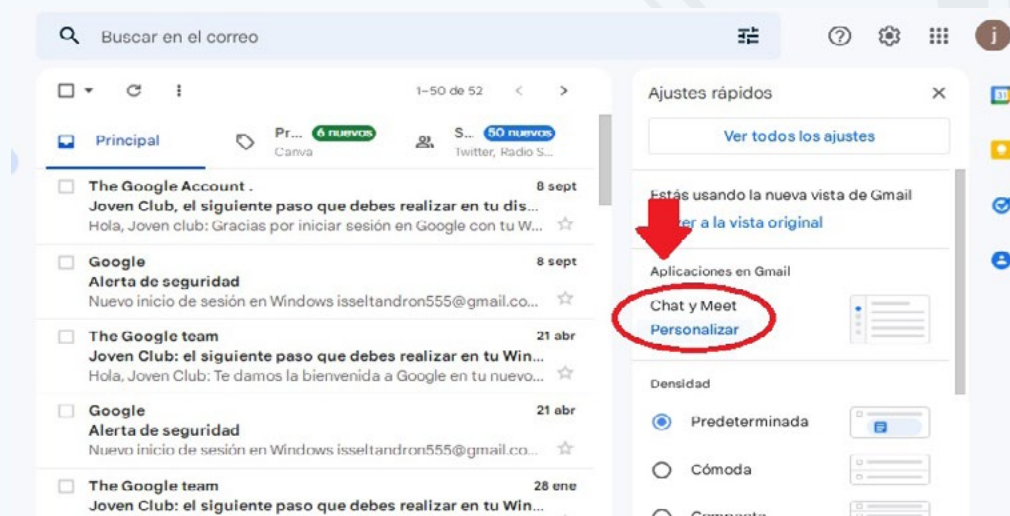 Buscar en el correo
j
1–50 de 52
Principal
Pr... 6 nuevos
Canva
S... 50 nuevos
Twitter, Radio S...
The Google Account . 8 sept
Joven Club, el siguiente paso que debes realizar en tu dis...
Hola, Joven club: Gracias por iniciar sesión en Google con tu W...
Google 8 sept
Alerta de seguridad
Nuevo inicio de sesión en Windows isseltandron555@gmail.co...
The Google team 21 abr
Joven Club: el siguiente paso que debes realizar en tu Win...
Hola, Joven Club: Te damos la bienvenida a Google en tu nuevo...
Google 21 abr
Alerta de seguridad
Nuevo inicio de sesión en Windows isseltandron555@gmail.co...
The Google team 28 ene
Joven Club: el siguiente paso que debes realizar en tu Win...
Ajustes rápidos
Ver todos los ajustes
Estás usando la nueva vista de Gmail
a la vista original
Aplicaciones en Gmail
Chat y Meet
Personalizar
Densidad
Predeterminada
Cómoda
31